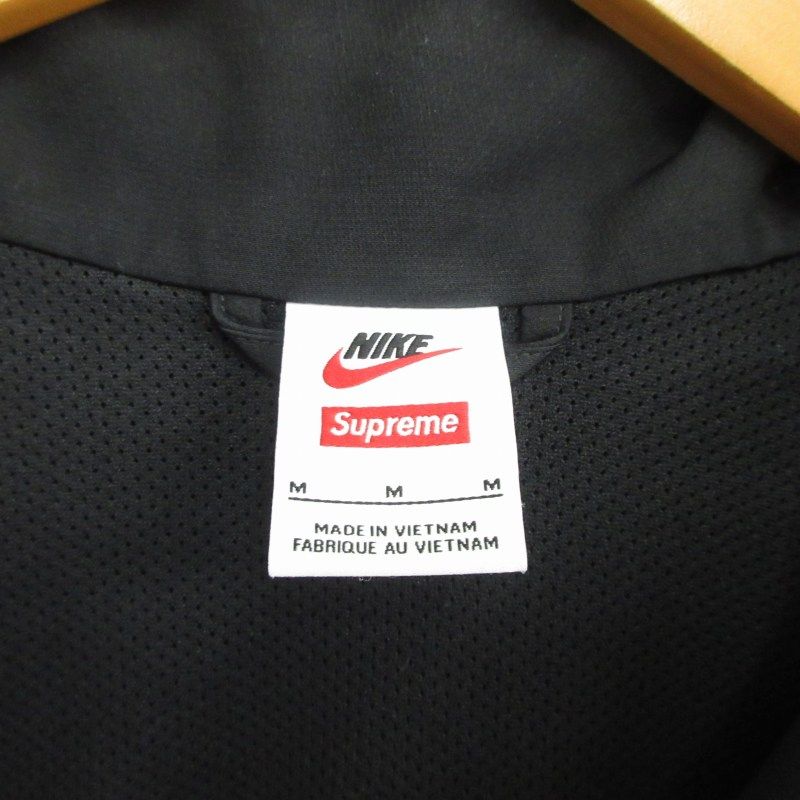 NIKE
Supreme
M M M
MADE IN VIETNAM
FABRIQUE AU VIETNAM